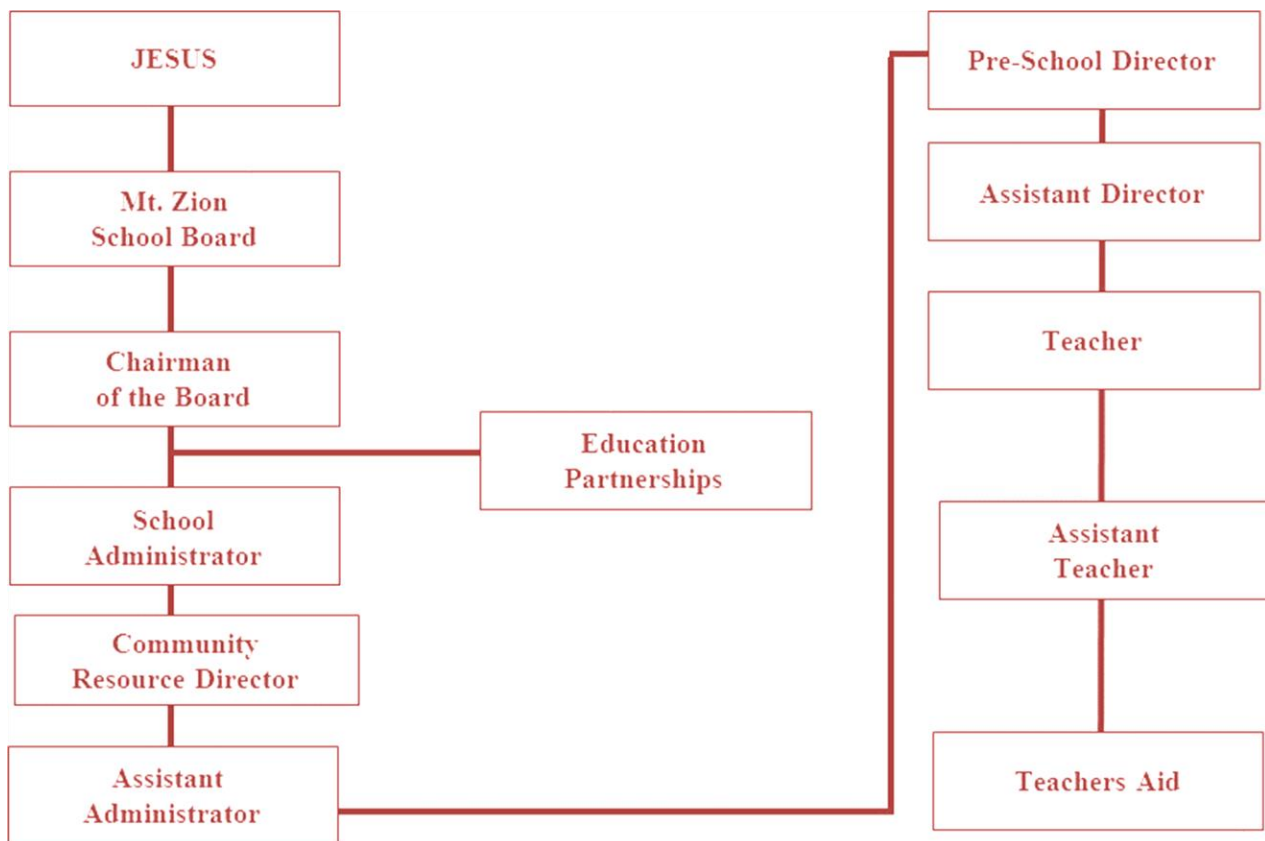 JESUS
Mt. Zion
School Board
Chairman
of the Board
Education
Partnerships
School
Administrator
Community
Resource Director
Assistant
Administrator
Pre-School Director
Assistant Director
Teacher
Assistant
Teacher
Teachers Aid